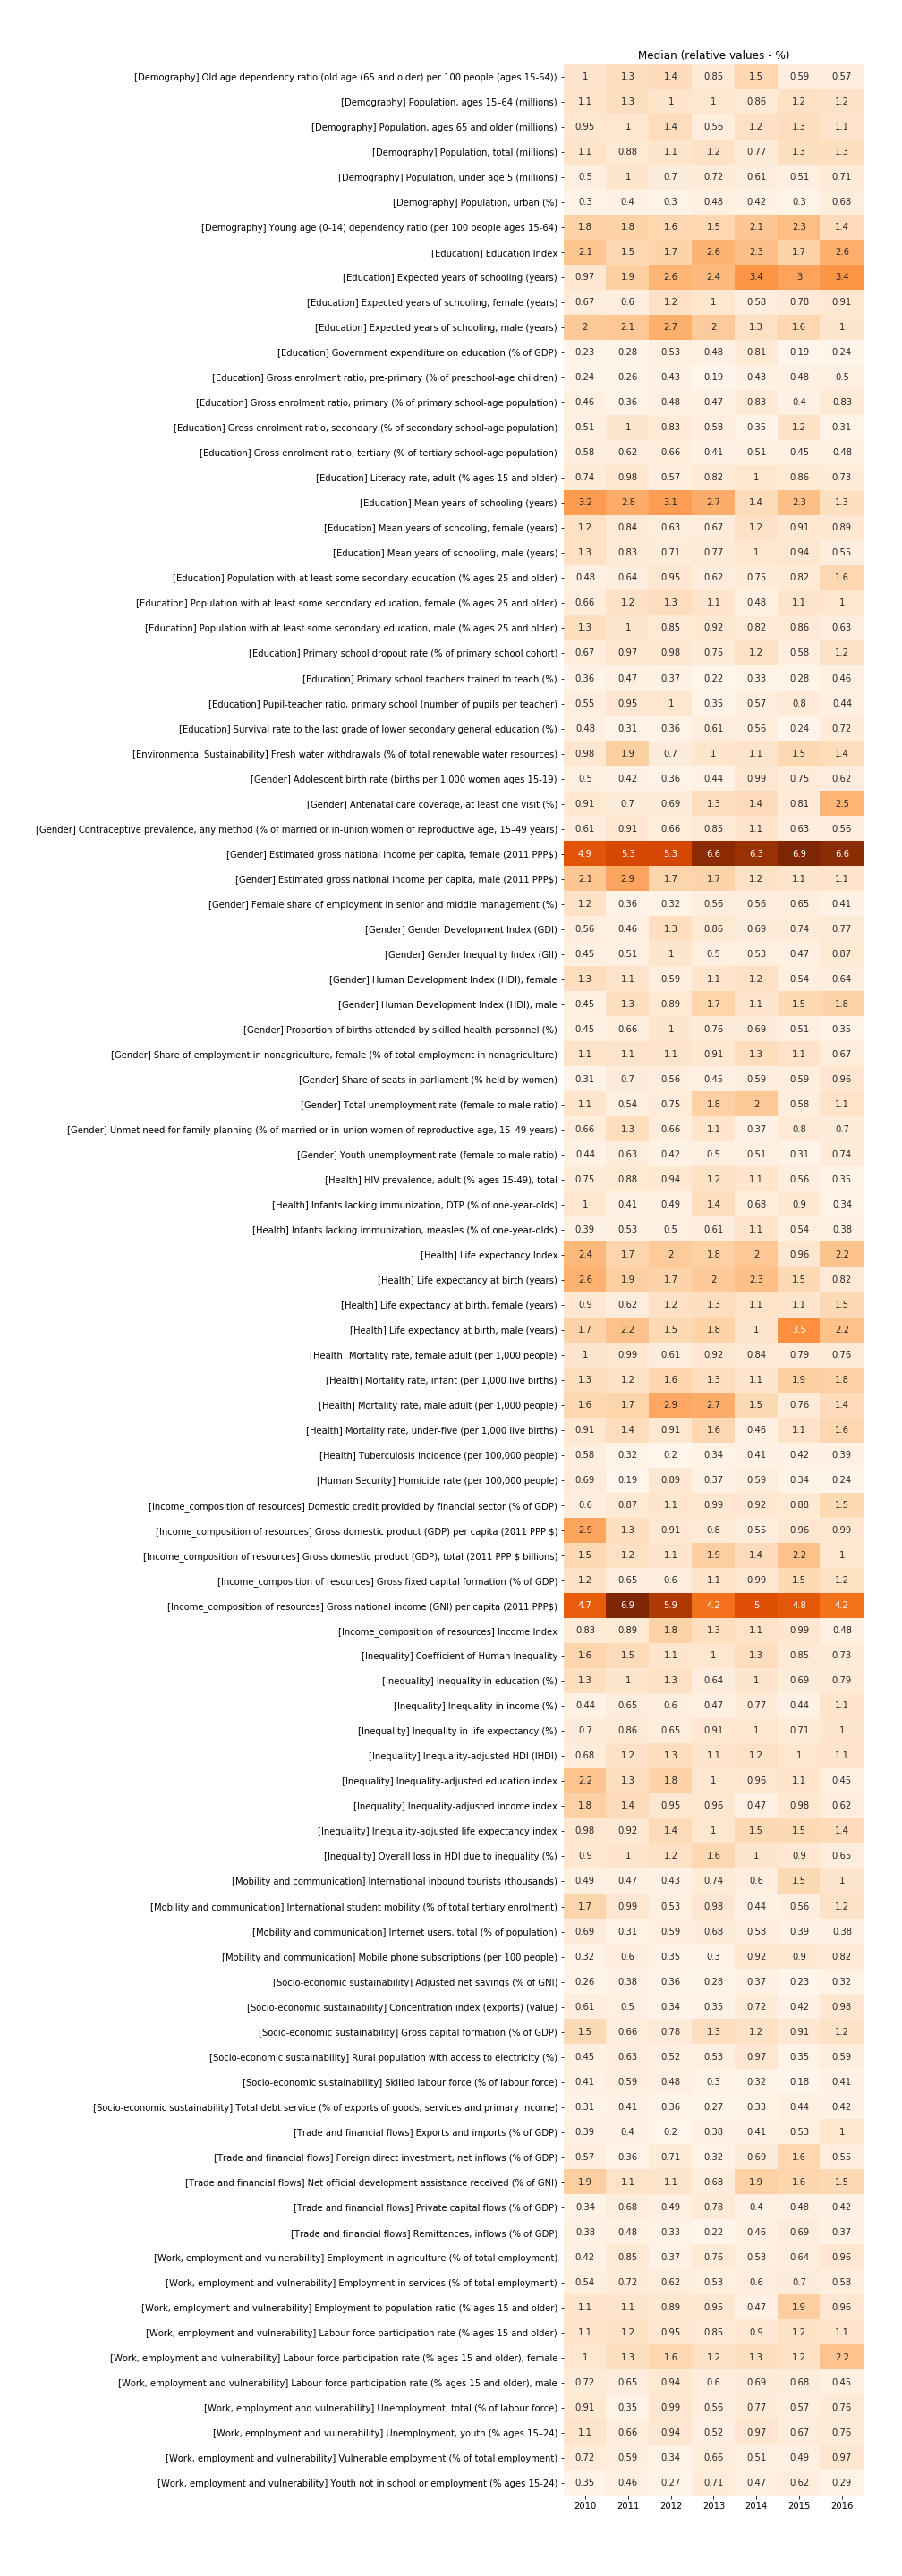 Median (relative values - %)
[Demography] Old age dependency ratio (old age (65 and older) per 100 people (ages 15-64)) 1 1.3 1.4 0.85 1.5 0.59 0.57
[Demography] Population, ages 15–64 (millions) 1.1 1.3 1 1 0.86 1.2 1.2
[Demography] Population, ages 65 and older (millions) 0.95 1 1.4 0.56 1.2 1.3 1.1
[Demography] Population, total (millions) 1.1 0.88 1.1 1.2 0.77 1.3 1.3
[Demography] Population, under age 5 (millions) 0.5 1 0.7 0.72 0.61 0.51 0.71
[Demography] Population, urban (%) 0.3 0.4 0.3 0.48 0.42 0.3 0.68
[Demography] Young age (0-14) dependency ratio (per 100 people ages 15-64) 1.8 1.8 1.6 1.5 2.1 2.3 1.4
[Education] Education Index 2.1 1.5 1.7 2.6 2.3 1.7 2.6
[Education] Expected years of schooling (years) 0.97 1.9 2.6 2.4 3.4 3 3.4
[Education] Expected years of schooling, female (years) 0.67 0.6 1.2 1 0.58 0.78 0.91
[Education] Expected years of schooling, male (years) 2 2.1 2.7 2 1.3 1.6 1
[Education] Government expenditure on education (% of GDP) 0.23 0.28 0.53 0.48 0.81 0.19 0.24
[Education] Gross enrolment ratio, pre-primary (% of preschool-age children) 0.24 0.26 0.43 0.19 0.43 0.48 0.5
[Education] Gross enrolment ratio, primary (% of primary school-age population) 0.46 0.36 0.48 0.47 0.83 0.4 0.83
[Education] Gross enrolment ratio, secondary (% of secondary school-age population) 0.51 1 0.83 0.58 0.35 1.2 0.31
[Education] Gross enrolment ratio, tertiary (% of tertiary school-age population) 0.58 0.62 0.66 0.41 0.51 0.45 0.48
[Education] Literacy rate, adult (% ages 15 and older) 0.74 0.98 0.57 0.82 1 0.86 0.73
[Education] Mean years of schooling (years) 3.2 2.8 3.1 2.7 1.4 2.3 1.3
[Education] Mean years of schooling, female (years) 1.2 0.84 0.63 0.67 1.2 0.91 0.89
[Education] Mean years of schooling, male (years) 1.3 0.83 0.71 0.77 1 0.94 0.55
[Education] Population with at least some secondary education (% ages 25 and older) 0.48 0.64 0.95 0.62 0.75 0.82 1.6
[Education] Population with at least some secondary education, female (% ages 25 and older) 0.66 1.2 1.3 1.1 0.48 1.1 1
[Education] Population with at least some secondary education, male (% ages 25 and older) 1.3 1 0.85 0.92 0.82 0.86 0.63
[Education] Primary school dropout rate (% of primary school cohort) 0.67 0.97 0.98 0.75 1.2 0.58 1.2
[Education] Primary school teachers trained to teach (%) 0.36 0.47 0.37 0.22 0.33 0.28 0.46
[Education] Pupil-teacher ratio, primary school (number of pupils per teacher) 0.55 0.95 1 0.35 0.57 0.8 0.44
[Education] Survival rate to the last grade of lower secondary general education (%) 0.48 0.31 0.36 0.61 0.56 0.24 0.72
[Environmental Sustainability] Fresh water withdrawals (% of total renewable water resources) 0.98 1.9 0.7 1 1.1 1.5 1.4
[Gender] Adolescent birth rate (births per 1,000 women ages 15-19) 0.5 0.42 0.36 0.44 0.99 0.75 0.62
[Gender] Antenatal care coverage, at least one visit (%) 0.91 0.7 0.69 1.3 1.4 0.81 2.5
[Gender] Contraceptive prevalence, any method (% of married or in-union women of reproductive age, 15–49 years) 0.61 0.91 0.66 0.85 1.1 0.63 0.56
[Gender] Estimated gross national income per capita, female (2011 PPP$) 4.9 5.3 5.3 6.6 6.3 6.9 6.6
[Gender] Estimated gross national income per capita, male (2011 PPP$) 2.1 2.9 1.7 1.7 1.2 1.1 1.1
[Gender] Female share of employment in senior and middle management (%) 1.2 0.36 0.32 0.56 0.56 0.65 0.41
[Gender] Gender Development Index (GDI) 0.56 0.46 1.3 0.86 0.69 0.74 0.77
[Gender] Gender Inequality Index (GII) 0.45 0.51 1 0.5 0.53 0.47 0.87
[Gender] Human Development Index (HDI), female 1.3 1.1 0.59 1.1 1.2 0.54 0.64
[Gender] Human Development Index (HDI), male 0.45 1.3 0.89 1.7 1.1 1.5 1.8
[Gender] Proportion of births attended by skilled health personnel (%) 0.45 0.66 1 0.76 0.69 0.51 0.35
[Gender] Share of employment in nonagriculture, female (% of total employment in nonagriculture) 1.1 1.1 1.1 0.91 1.3 1.1 0.67
[Gender] Share of seats in parliament (% held by women) 0.31 0.7 0.56 0.45 0.59 0.59 0.96
[Gender] Total unemployment rate (female to male ratio) 1.1 0.54 0.75 1.8 2 0.58 1.1
[Gender] Unmet need for family planning (% of married or in-union women of reproductive age, 15–49 years) 0.66 1.3 0.66 1.1 0.37 0.8 0.7
[Gender] Youth unemployment rate (female to male ratio) 0.44 0.63 0.42 0.5 0.51 0.31 0.74
[Health] HIV prevalence, adult (% ages 15-49), total 0.75 0.88 0.94 1.2 1.1 0.56 0.35
[Health] Infants lacking immunization, DTP (% of one-year-olds) 1 0.41 0.49 1.4 0.68 0.9 0.34
[Health] Infants lacking immunization, measles (% of one-year-olds) 0.39 0.53 0.5 0.61 1.1 0.54 0.38
[Health] Life expectancy Index 2.4 1.7 2 1.8 2 0.96 2.2
[Health] Life expectancy at birth (years) 2.6 1.9 1.7 2 2.3 1.5 0.82
[Health] Life expectancy at birth, female (years) 0.9 0.62 1.2 1.3 1.1 1.1 1.5
[Health] Life expectancy at birth, male (years) 1.7 2.2 1.5 1.8 1 3.5 2.2
[Health] Mortality rate, female adult (per 1,000 people) 1 0.99 0.61 0.92 0.84 0.79 0.76
[Health] Mortality rate, infant (per 1,000 live births) 1.3 1.2 1.6 1.3 1.1 1.9 1.8
[Health] Mortality rate, male adult (per 1,000 people) 1.6 1.7 2.9 2.7 1.5 0.76 1.4
[Health] Mortality rate, under-five (per 1,000 live births) 0.91 1.4 0.91 1.6 0.46 1.1 1.6
[Health] Tuberculosis incidence (per 100,000 people) 0.58 0.32 0.2 0.34 0.41 0.42 0.39
[Human Security] Homicide rate (per 100,000 people) 0.69 0.19 0.89 0.37 0.59 0.34 0.24
[Income_composition of resources] Domestic credit provided by financial sector (% of GDP) 0.6 0.87 1.1 0.99 0.92 0.88 1.5
[Income_composition of resources] Gross domestic product (GDP) per capita (2011 PPP $) 2.9 1.3 0.91 0.8 0.55 0.96 0.99
[Income_composition of resources] Gross domestic product (GDP), total (2011 PPP $ billions) 1.5 1.2 1.1 1.9 1.4 2.2 1
[Income_composition of resources] Gross fixed capital formation (% of GDP) 1.2 0.65 0.6 1.1 0.99 1.5 1.2
[Income_composition of resources] Gross national income (GNI) per capita (2011 PPP$) 4.7 6.9 5.9 4.2 5 4.8 4.2
[Income_composition of resources] Income Index 0.83 0.89 1.8 1.3 1.1 0.99 0.48
[Inequality] Coefficient of Human Inequality 1.6 1.5 1.1 1 1.3 0.85 0.73
[Inequality] Inequality in education (%) 1.3 1 1.3 0.64 1 0.69 0.79
[Inequality] Inequality in income (%) 0.44 0.65 0.6 0.47 0.77 0.44 1.1
[Inequality] Inequality in life expectancy (%) 0.7 0.86 0.65 0.91 1 0.71 1
[Inequality] Inequality-adjusted HDI (IHDI) 0.68 1.2 1.3 1.1 1.2 1 1.1
[Inequality] Inequality-adjusted education index 2.2 1.3 1.8 1 0.96 1.1 0.45
[Inequality] Inequality-adjusted income index 1.8 1.4 0.95 0.96 0.47 0.98 0.62
[Inequality] Inequality-adjusted life expectancy index 0.98 0.92 1.4 1 1.5 1.5 1.4
[Inequality] Overall loss in HDI due to inequality (%) 0.9 1 1.2 1.6 1 0.9 0.65
[Mobility and communication] International inbound tourists (thousands) 0.49 0.47 0.43 0.74 0.6 1.5 1
[Mobility and communication] International student mobility (% of total tertiary enrolment) 1.7 0.99 0.53 0.98 0.44 0.56 1.2
[Mobility and communication] Internet users, total (% of population) 0.69 0.31 0.59 0.68 0.58 0.39 0.38
[Mobility and communication] Mobile phone subscriptions (per 100 people) 0.32 0.6 0.35 0.3 0.92 0.9 0.82
[Socio-economic sustainability] Adjusted net savings (% of GNI) 0.26 0.38 0.36 0.28 0.37 0.23 0.32
[Socio-economic sustainability] Concentration index (exports) (value) 0.61 0.5 0.34 0.35 0.72 0.42 0.98
[Socio-economic sustainability] Gross capital formation (% of GDP) 1.5 0.66 0.78 1.3 1.2 0.91 1.2
[Socio-economic sustainability] Rural population with access to electricity (%) 0.45 0.63 0.52 0.53 0.97 0.35 0.59
[Socio-economic sustainability] Skilled labour force (% of labour force) 0.41 0.59 0.48 0.3 0.32 0.18 0.41
[Socio-economic sustainability] Total debt service (% of exports of goods, services and primary income) 0.31 0.41 0.36 0.27 0.33 0.44 0.42
[Trade and financial flows] Exports and imports (% of GDP) 0.39 0.4 0.2 0.38 0.41 0.53 1
[Trade and financial flows] Foreign direct investment, net inflows (% of GDP) 0.57 0.36 0.71 0.32 0.69 1.6 0.55
[Trade and financial flows] Net official development assistance received (% of GNI) 1.9 1.1 1.1 0.68 1.9 1.6 1.5
[Trade and financial flows] Private capital flows (% of GDP) 0.34 0.68 0.49 0.78 0.4 0.48 0.42
[Trade and financial flows] Remittances, inflows (% of GDP) 0.38 0.48 0.33 0.22 0.46 0.69 0.37
[Work, employment and vulnerability] Employment in agriculture (% of total employment) 0.42 0.85 0.37 0.76 0.53 0.64 0.96
[Work, employment and vulnerability] Employment in services (% of total employment) 0.54 0.72 0.62 0.53 0.6 0.7 0.58
[Work, employment and vulnerability] Employment to population ratio (% ages 15 and older) 1.1 1.1 0.89 0.95 0.47 1.9 0.96
[Work, employment and vulnerability] Labour force participation rate (% ages 15 and older) 1.1 1.2 0.95 0.85 0.9 1.2 1.1
[Work, employment and vulnerability] Labour force participation rate (% ages 15 and older), female 1 1.3 1.6 1.2 1.3 1.2 2.2
[Work, employment and vulnerability] Labour force participation rate (% ages 15 and older), male 0.72 0.65 0.94 0.6 0.69 0.68 0.45
[Work, employment and vulnerability] Unemployment, total (% of labour force) 0.91 0.35 0.99 0.56 0.77 0.57 0.76
[Work, employment and vulnerability] Unemployment, youth (% ages 15–24) 1.1 0.66 0.94 0.52 0.97 0.67 0.76
[Work, employment and vulnerability] Vulnerable employment (% of total employment) 0.72 0.59 0.34 0.66 0.51 0.49 0.97
[Work, employment and vulnerability] Youth not in school or employment (% ages 15-24) 0.35 0.46 0.27 0.71 0.47 0.62 0.29
2010 2011 2012 2013 2014 2015 2016